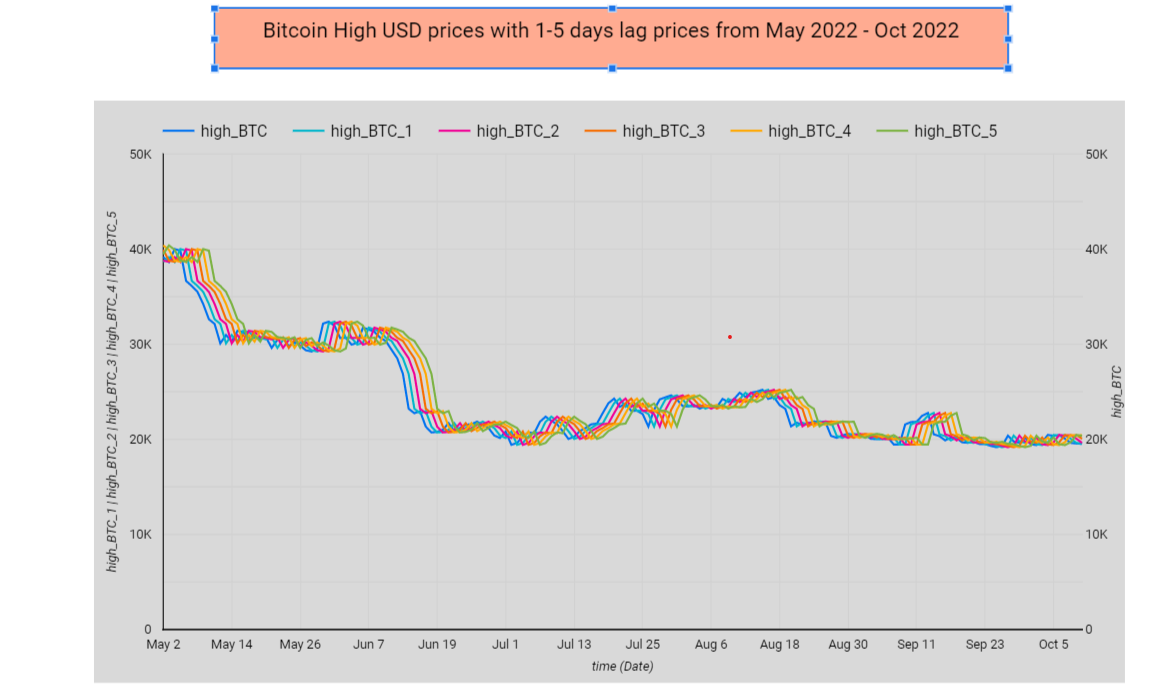 Bitcoin High USD prices with 1-5 days lag prices from May 2022 - Oct 2022
high_BTC high_BTC_1 high_BTC_2 high_BTC_3 high_BTC_4 high_BTC_5
50K 50K
40K 40K
30K 30K
20K 20K
10K 10K
0 0
high_BTC_1 | high_BTC_2 | high_BTC_3 | high_BTC_4 | high_BTC_5
high_BTC
May 2 May 14 May 26 Jun 7 Jun 19 Jul 1 Jul 13 Jul 25 Aug 6 Aug 18 Aug 30 Sep 11 Sep 23 Oct 5
time (Date)